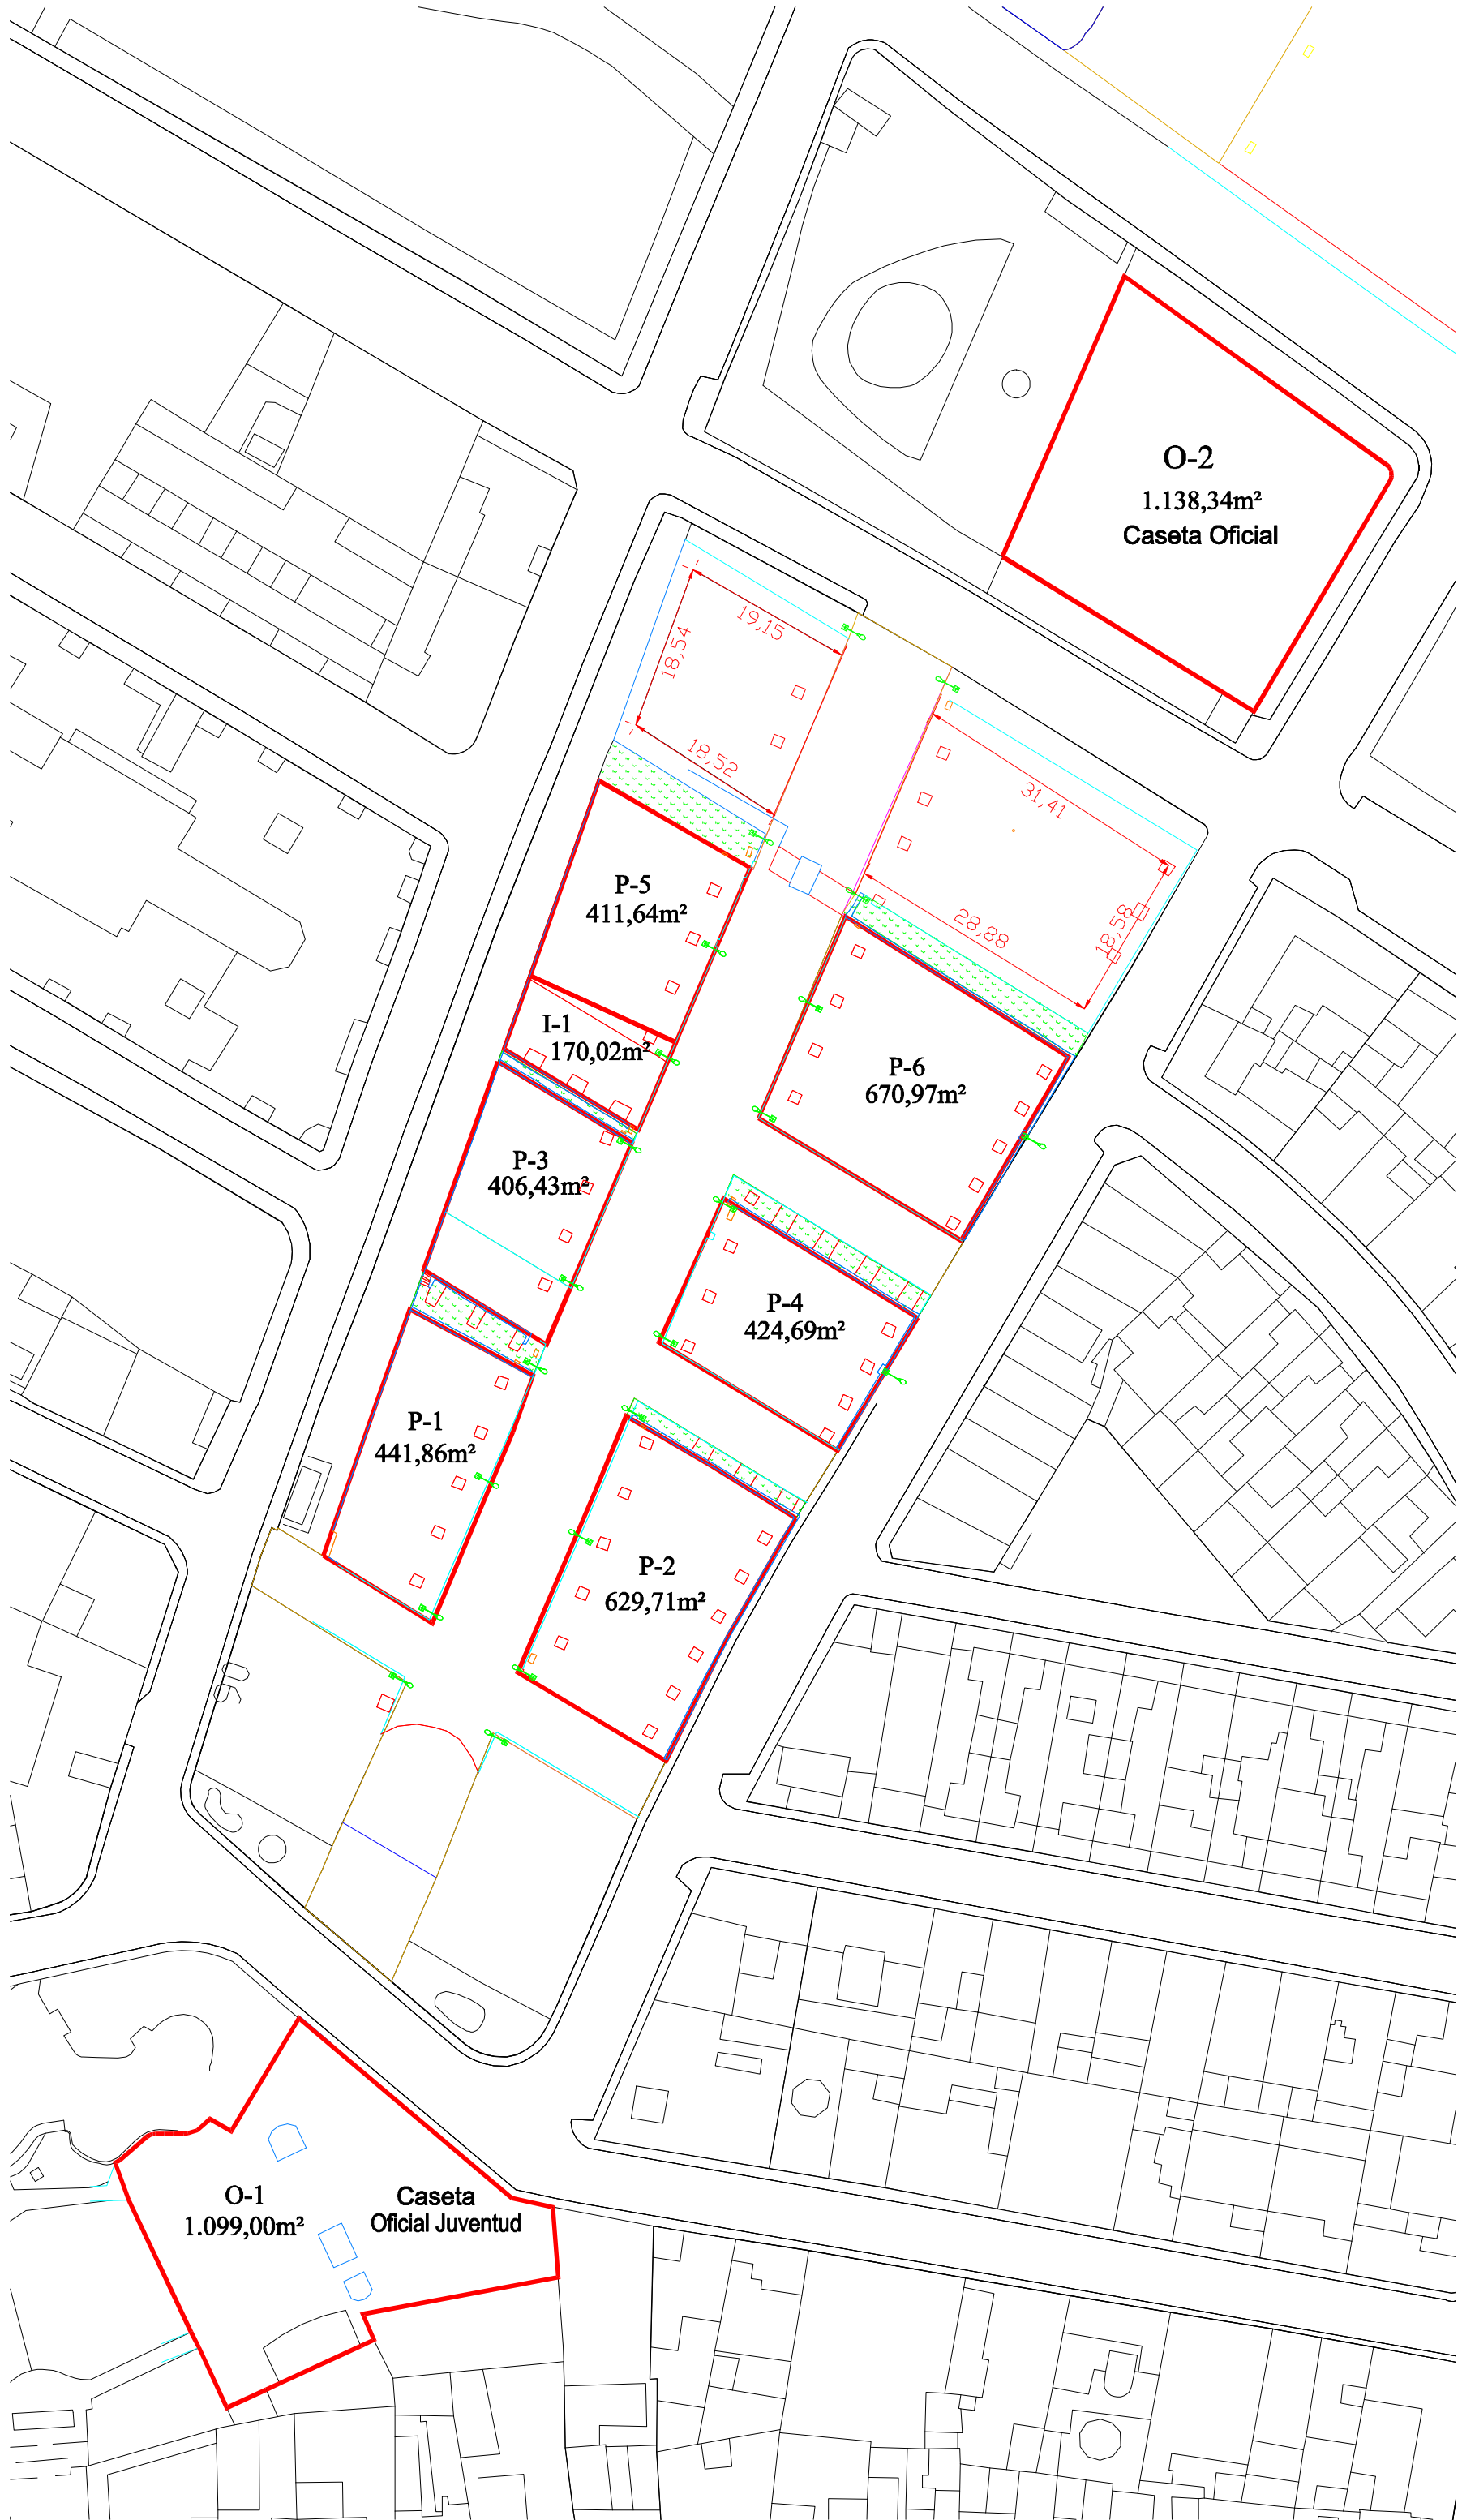 O-2
1.138,34m²
Caseta Oficial
19,15
18,54
18,52
31,41
28,88
18,58
P-5
411,64m²
I-1
170,02m²
P-6
670,97m²
P-3
406,43m²
P-4
424,69m²
P-1
441,86m²
P-2
629,71m²
O-1
1.099,00m²
Caseta
Oficial Juventud